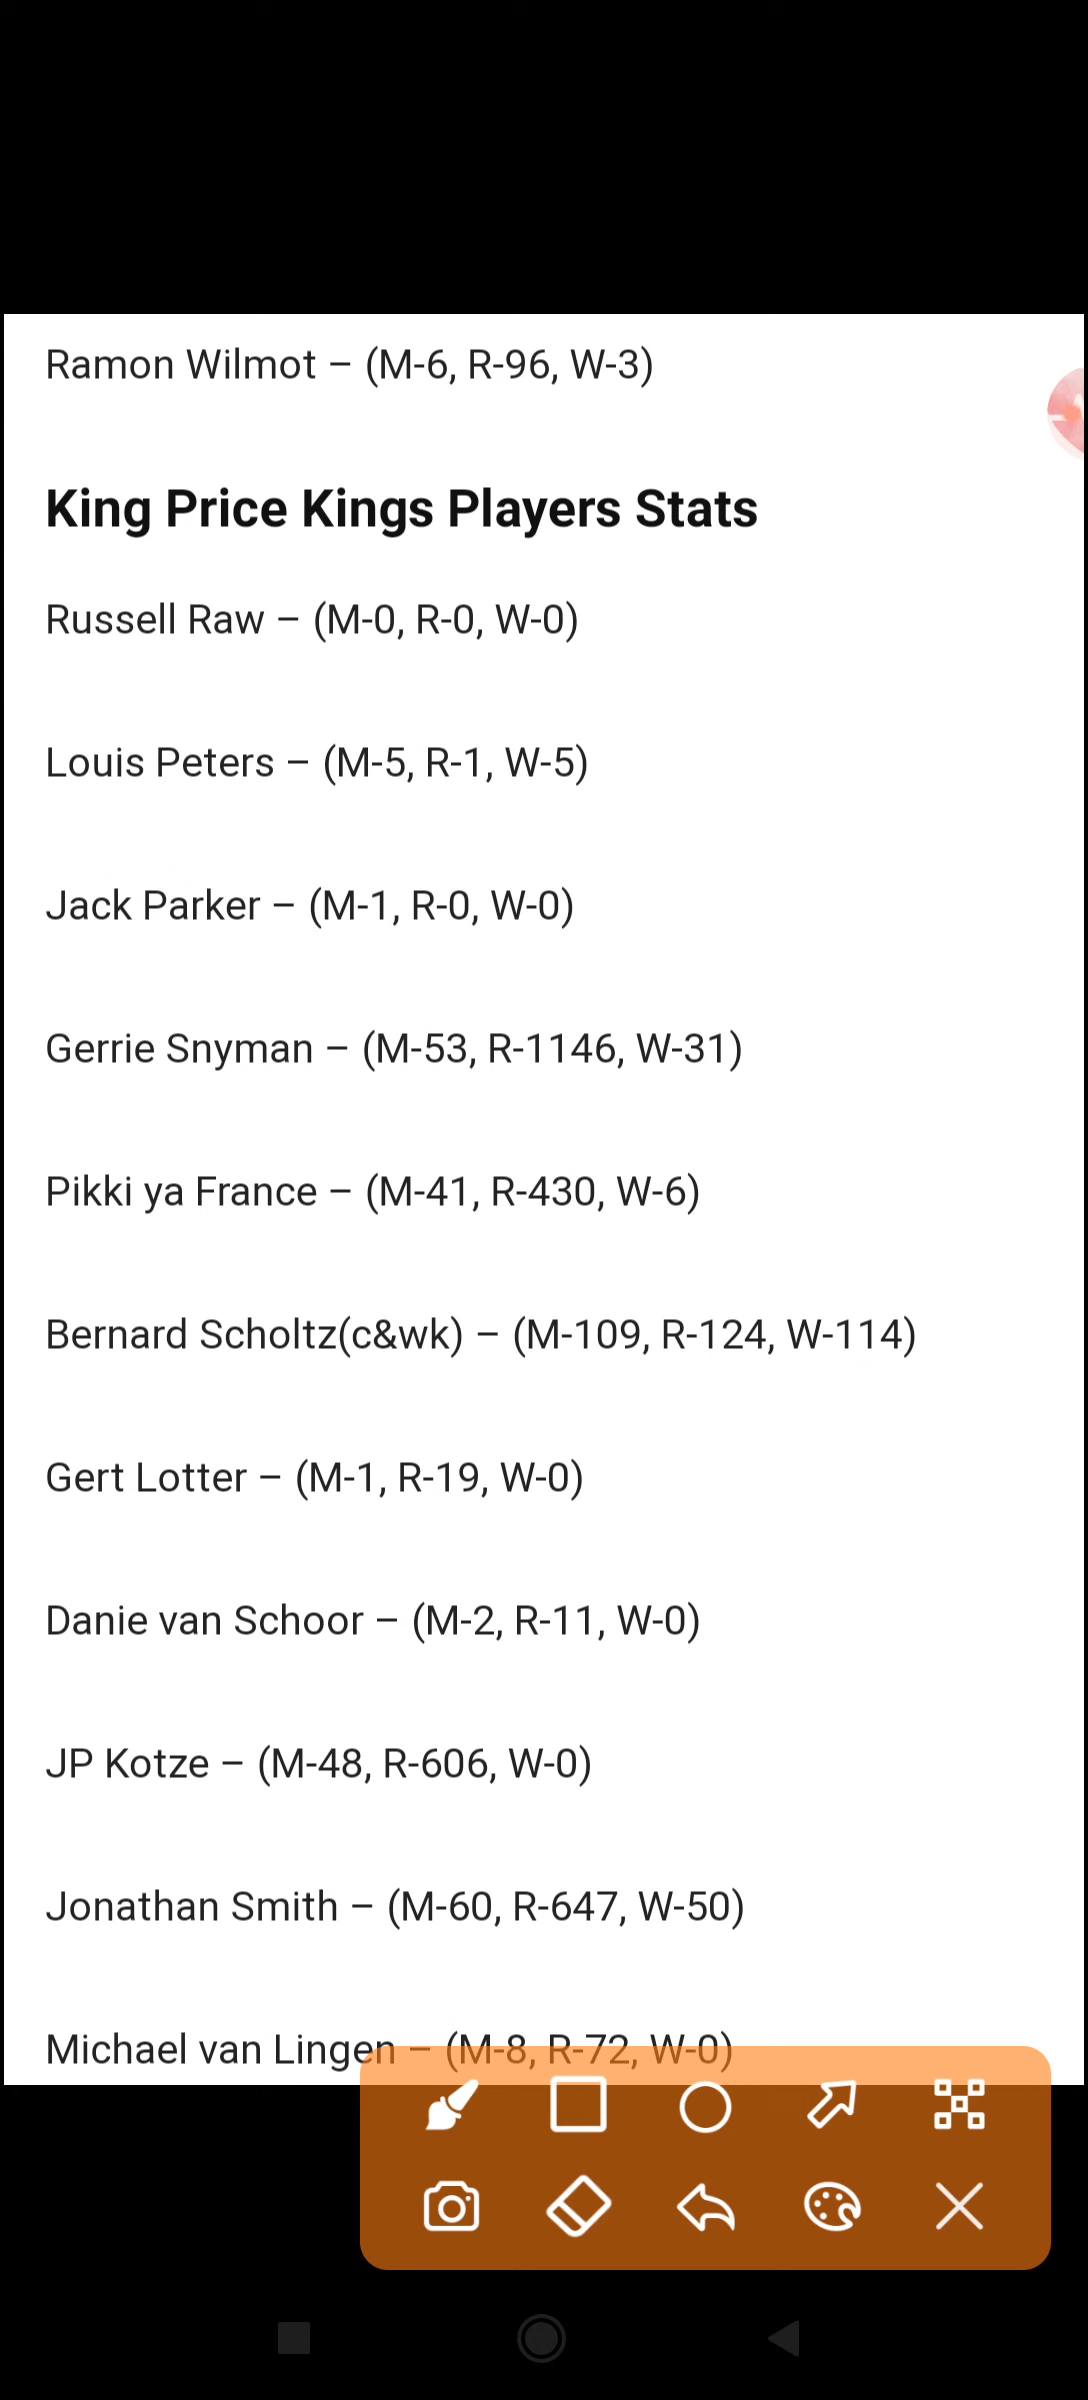 Ramon Wilmot – (M-6, R-96, W-3)
King Price Kings Players Stats
Russell Raw – (M-0, R-0, W-0)
Louis Peters – (M-5, R-1, W-5)
Jack Parker – (M-1, R-0, W-0)
Gerrie Snyman – (M-53, R-1146, W-31)
Pikki ya France – (M-41, R-430, W-6)
Bernard Scholtz(c&wk) – (M-109, R-124, W-114)
Gert Lotter – (M-1, R-19, W-0)
Danie van Schoor – (M-2, R-11, W-0)
JP Kotze – (M-48, R-606, W-0)
Jonathan Smith – (M-60, R-647, W-50)
Michael van Lingen – (M-8, R-72, W-0)